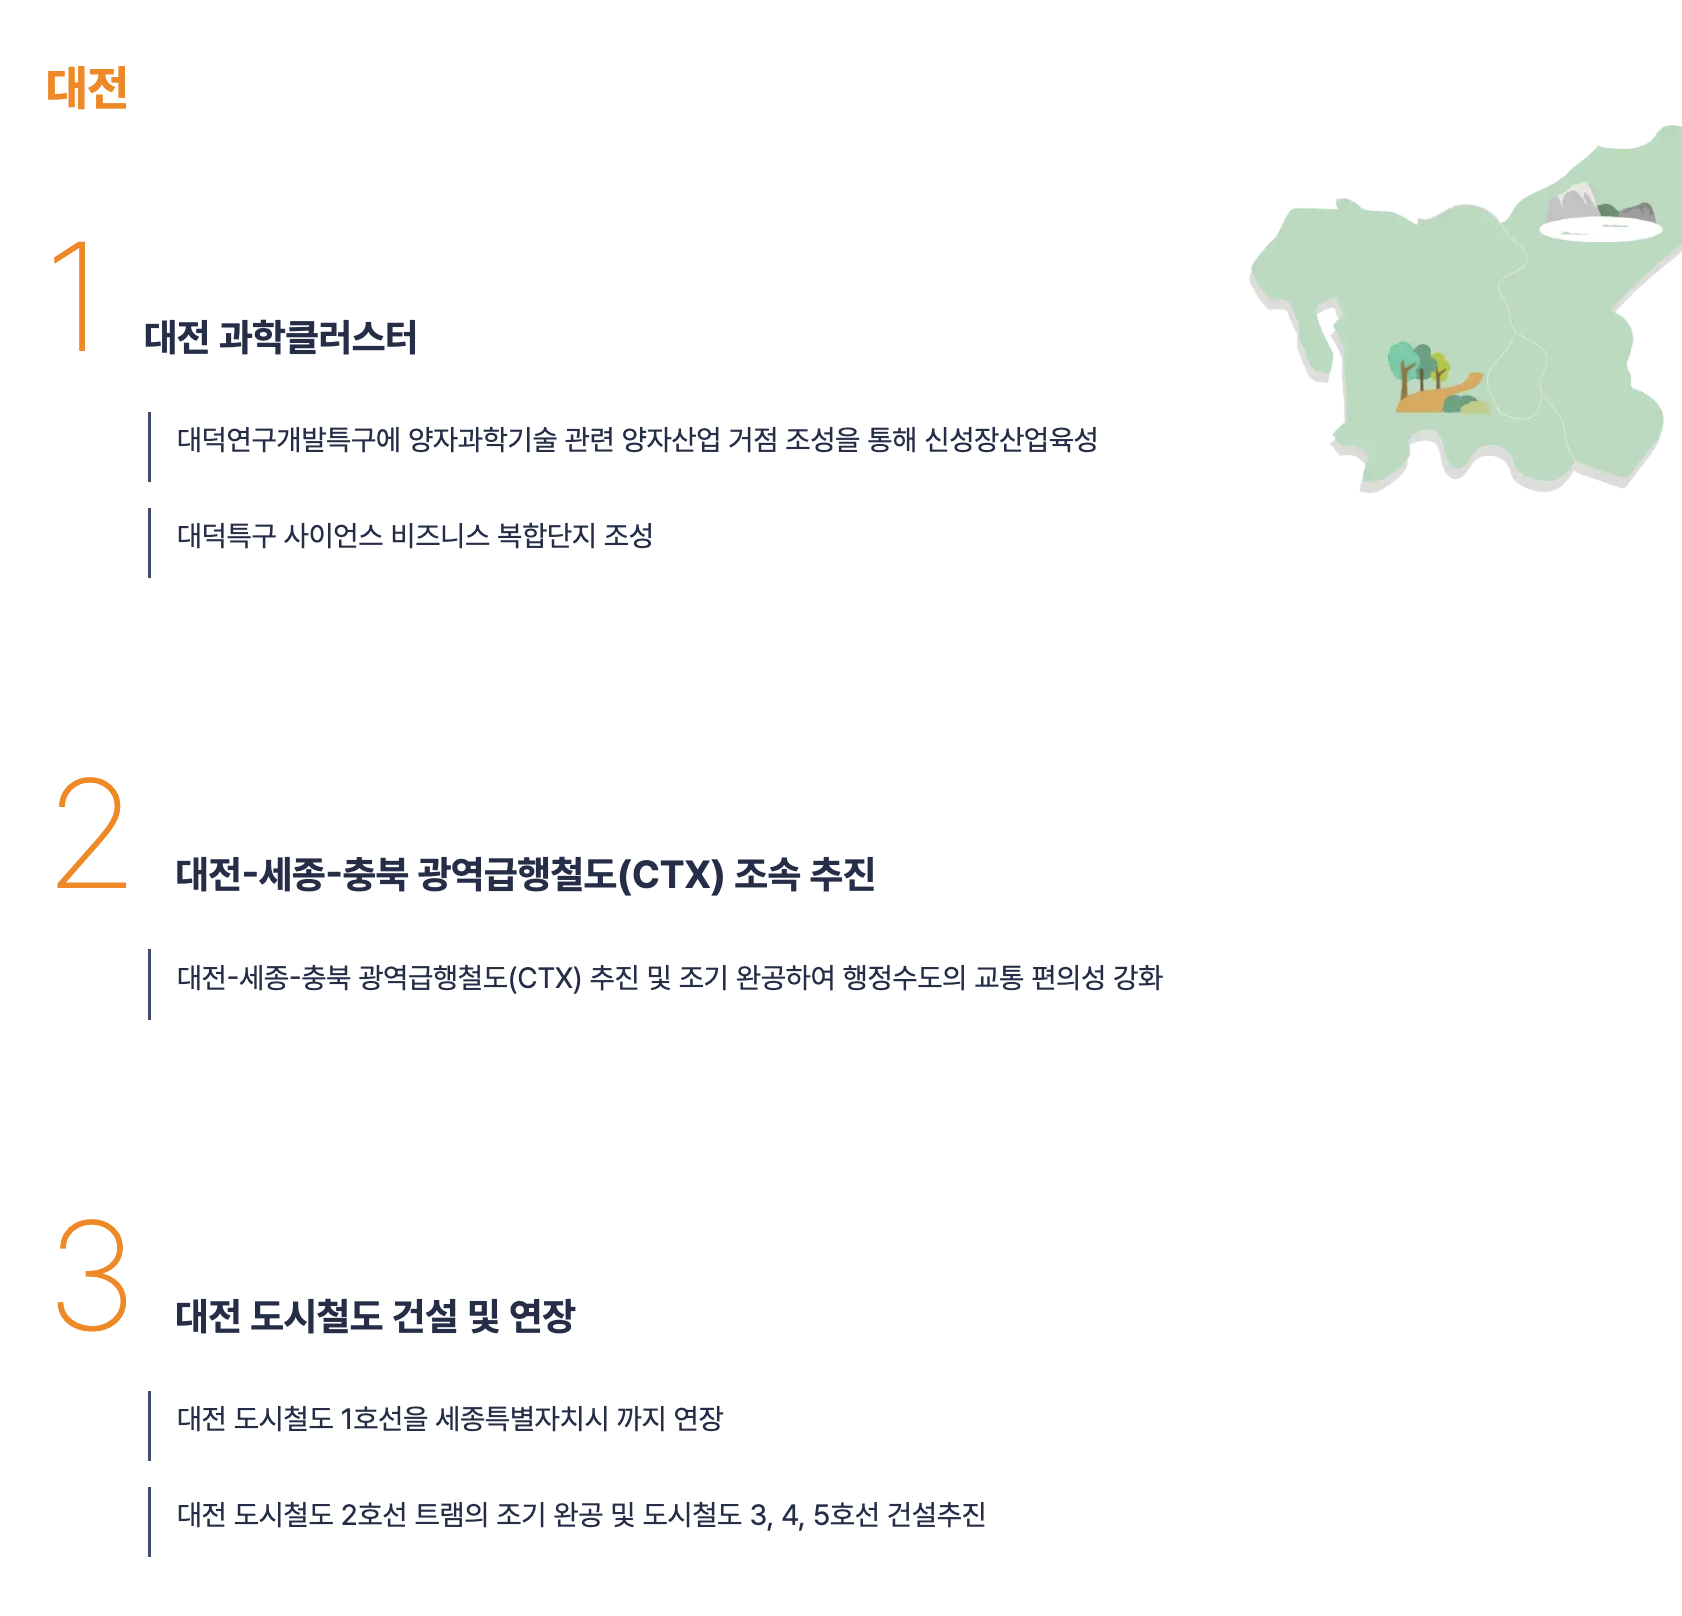 대전
1
대전 과학클러스터
대덕연구개발특구에 양자과학기술 관련 양자산업 거점 조성을 통해 신성장산업육성
대덕특구 사이언스 비즈니스 복합단지 조성
2
대전-세종-충북 광역급행철도(CTX) 조속 추진
대전-세종-충북 광역급행철도(CTX) 추진 및 조기 완공하여 행정수도의 교통 편의성 강화
3
대전 도시철도 건설 및 연장
대전 도시철도 1호선을 세종특별자치시 까지 연장
대전 도시철도 2호선 트램의 조기 완공 및 도시철도 3, 4, 5호선 건설추진